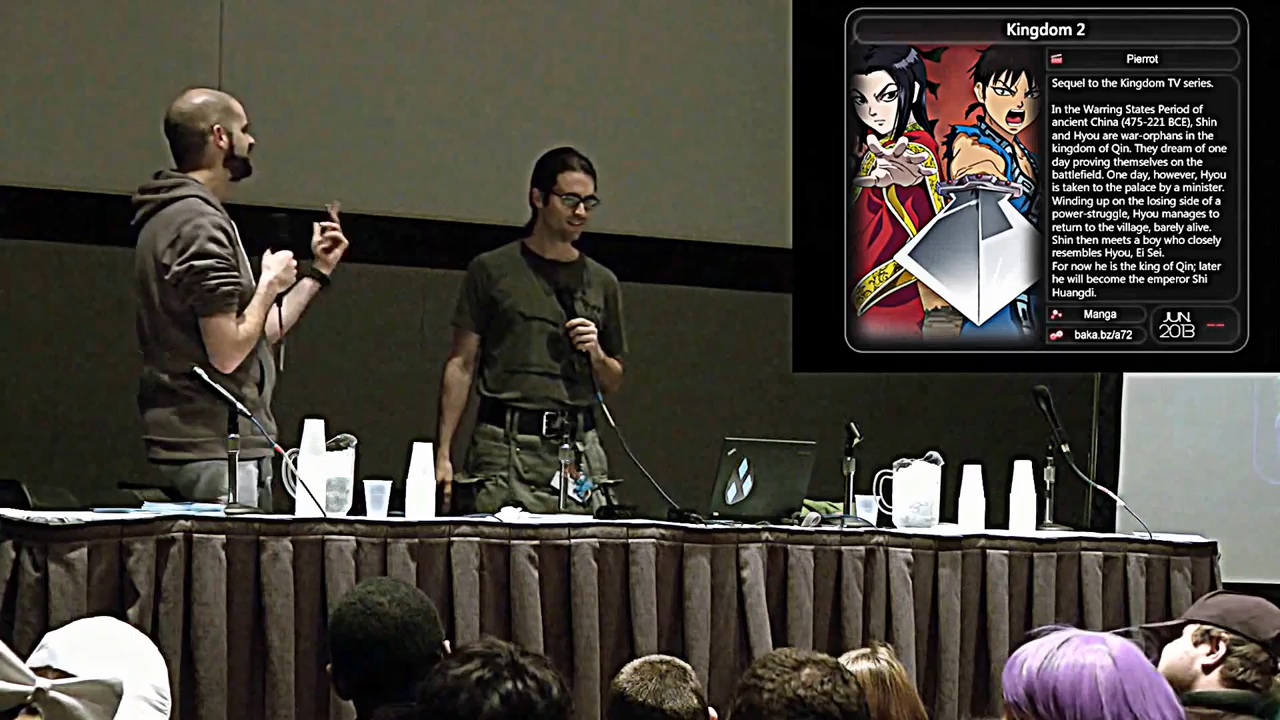 Kingdom 2
Pierrot
Sequel to the Kingdom TV series.
In the Warring States Period of
ancient China (475-221 BCE), Shin
and Hyou are war-orphans in the
kingdom of Qin. They dream of one
day proving themselves on the
battlefield. One day, however, Hyou
is taken to the palace by a minister.
Winding up on the losing side of a
power-struggle, Hyou manages to
return to the village, barely alive.
Shin then meets a boy who closely
resembles Hyou, Ei Sei.
For now he is the king of Qin; later
he will become the emperor Shi
Huangdi.
Manga
baka.bz/a72
JUN.
2013